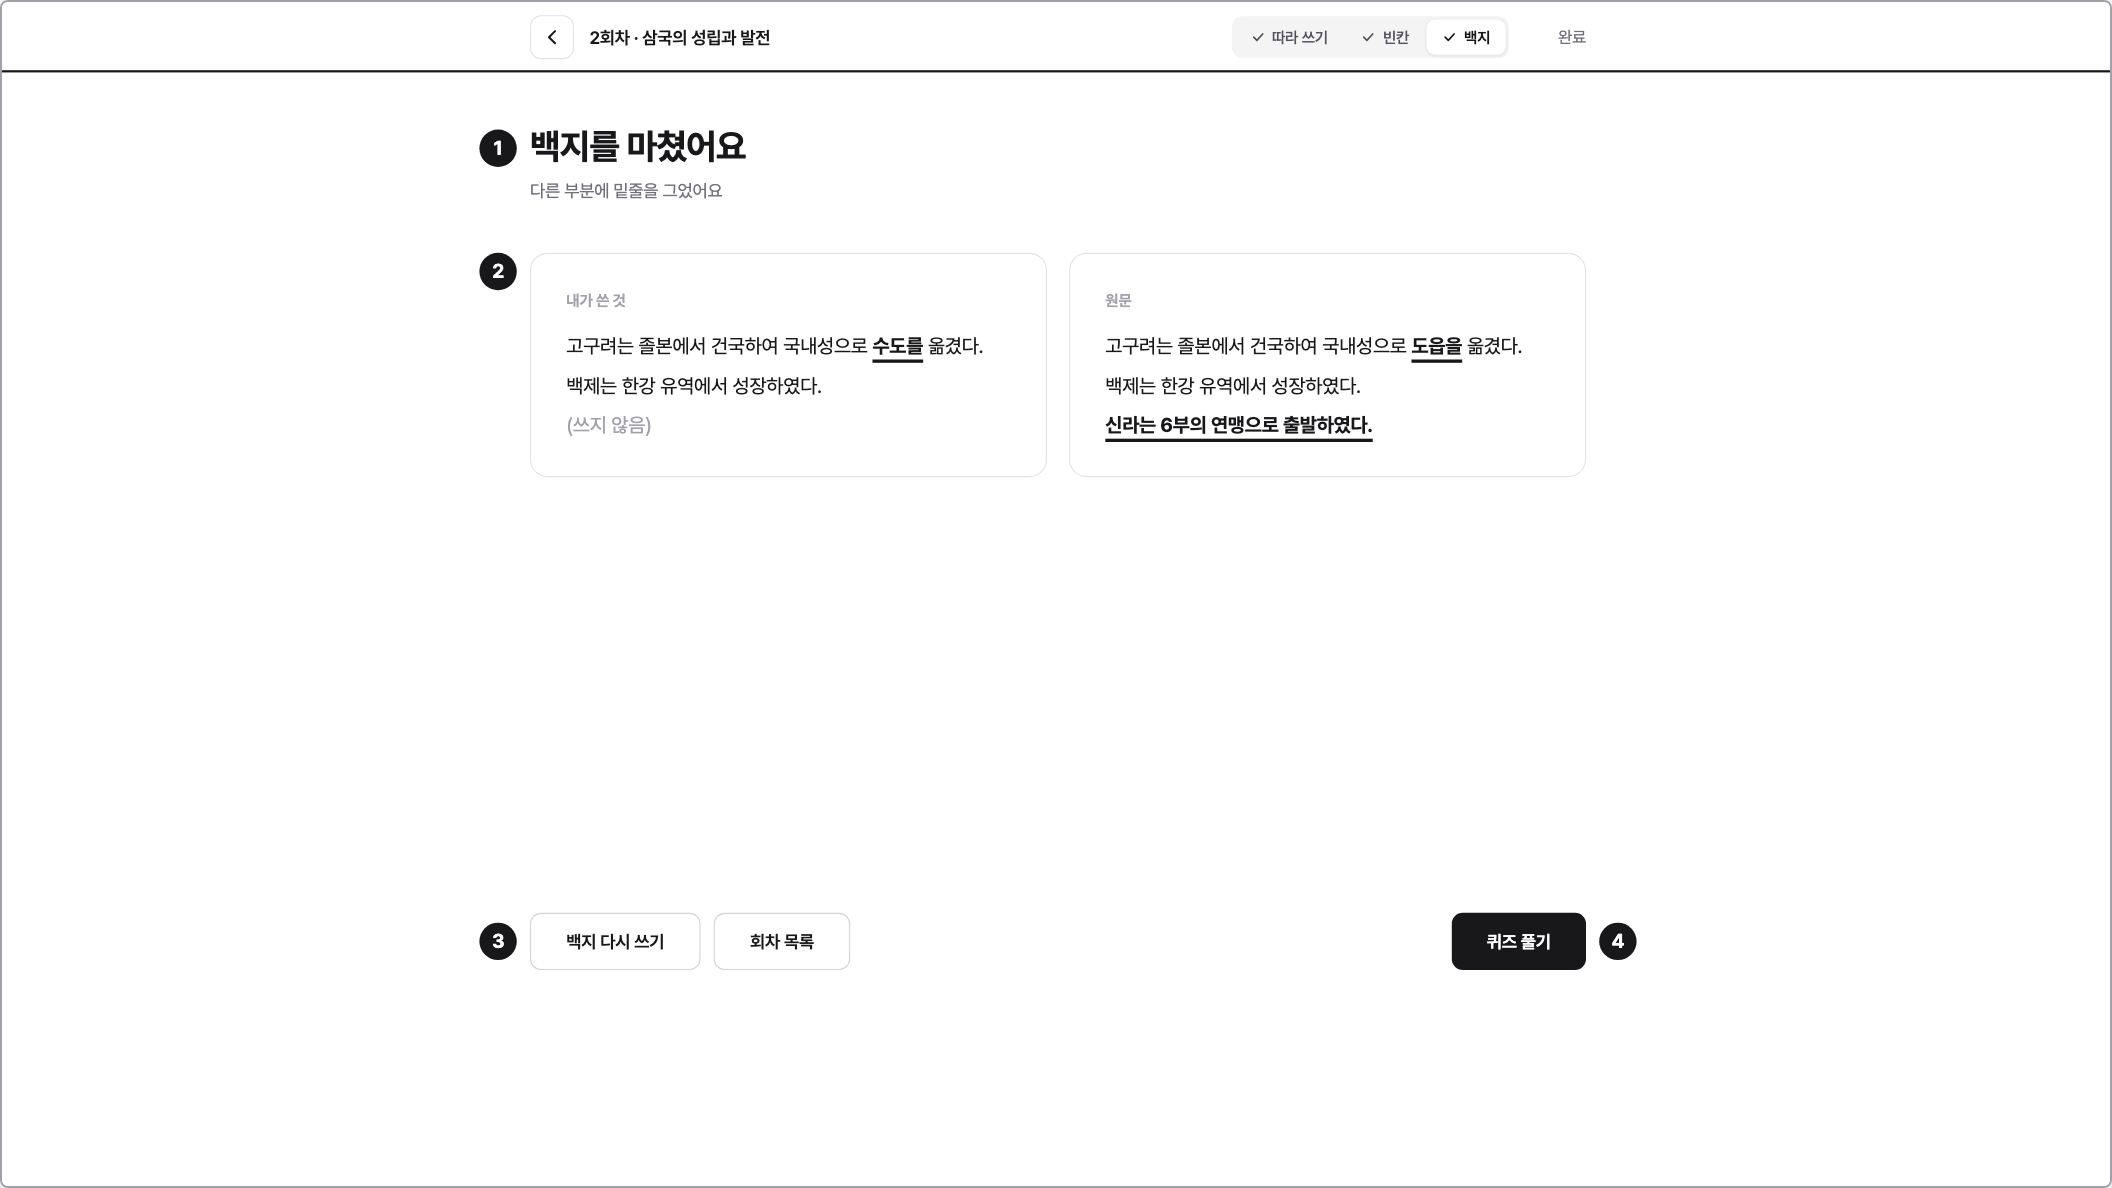 2회차 · 삼국의 성립과 발전
따라 쓰기
빈칸
백지
완료
1
백지를 마쳤어요
다른 부분에 밑줄을 그었어요
2
내가 쓴 것
고구려는 졸본에서 건국하여 국내성으로 수도를 옮겼다.
백제는 한강 유역에서 성장하였다.
(쓰지 않음)
원문
고구려는 졸본에서 건국하여 국내성으로 도읍을 옮겼다.
백제는 한강 유역에서 성장하였다.
신라는 6부의 연맹으로 출발하였다.
3
백지 다시 쓰기
회차 목록
퀴즈 풀기
4